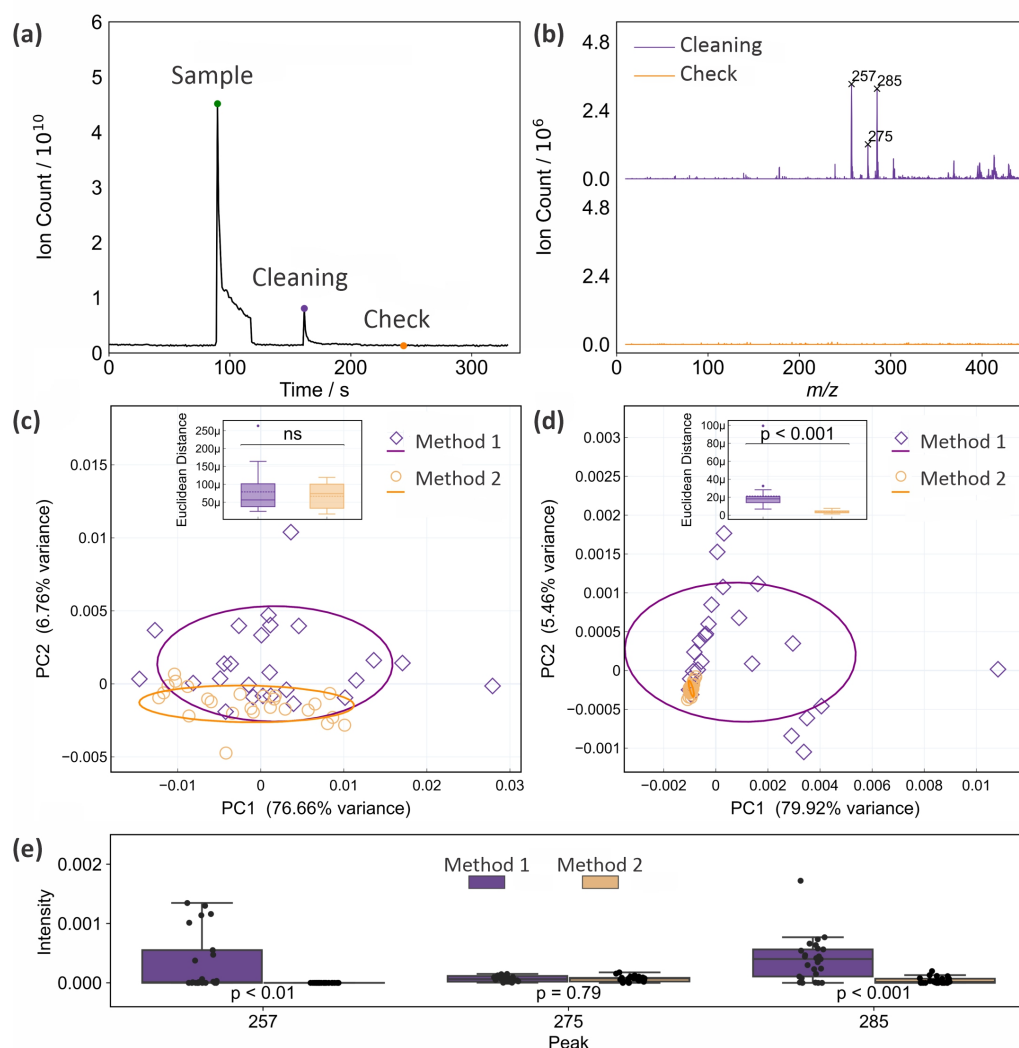 (a)
6
5
4
3
2
1
0
Ion Count / 10^10
Sample
Cleaning
Check
0
100
200
300
Time / s
(b)
4.8
2.4
0.0
4.8
2.4
0.0
Ion Count / 10^6
Cleaning
Check
257
285
275
0
100
200
300
400
m/z
(c)
0.015
0.01
0.005
0
−0.005
PC2 (6.76% variance)
Euclidean Distance
250μ
200μ
150μ
100μ
50μ
ns
Method 1
Method 2
−0.01
0
0.01
0.02
0.03
PC1 (76.66% variance)
(d)
0.003
0.0025
0.002
0.0015
0.001
0.0005
0
−0.0005
−0.001
PC2 (5.46% variance)
Euclidean Distance
100μ
80μ
60μ
40μ
20μ
0
p < 0.001
Method 1
Method 2
−0.002
0
0.002
0.004
0.006
0.008
0.01
PC1 (79.92% variance)
(e)
0.002
0.001
0.000
Intensity
Method 1
Method 2
p < 0.01
p = 0.79
p < 0.001
257
275
285
Peak